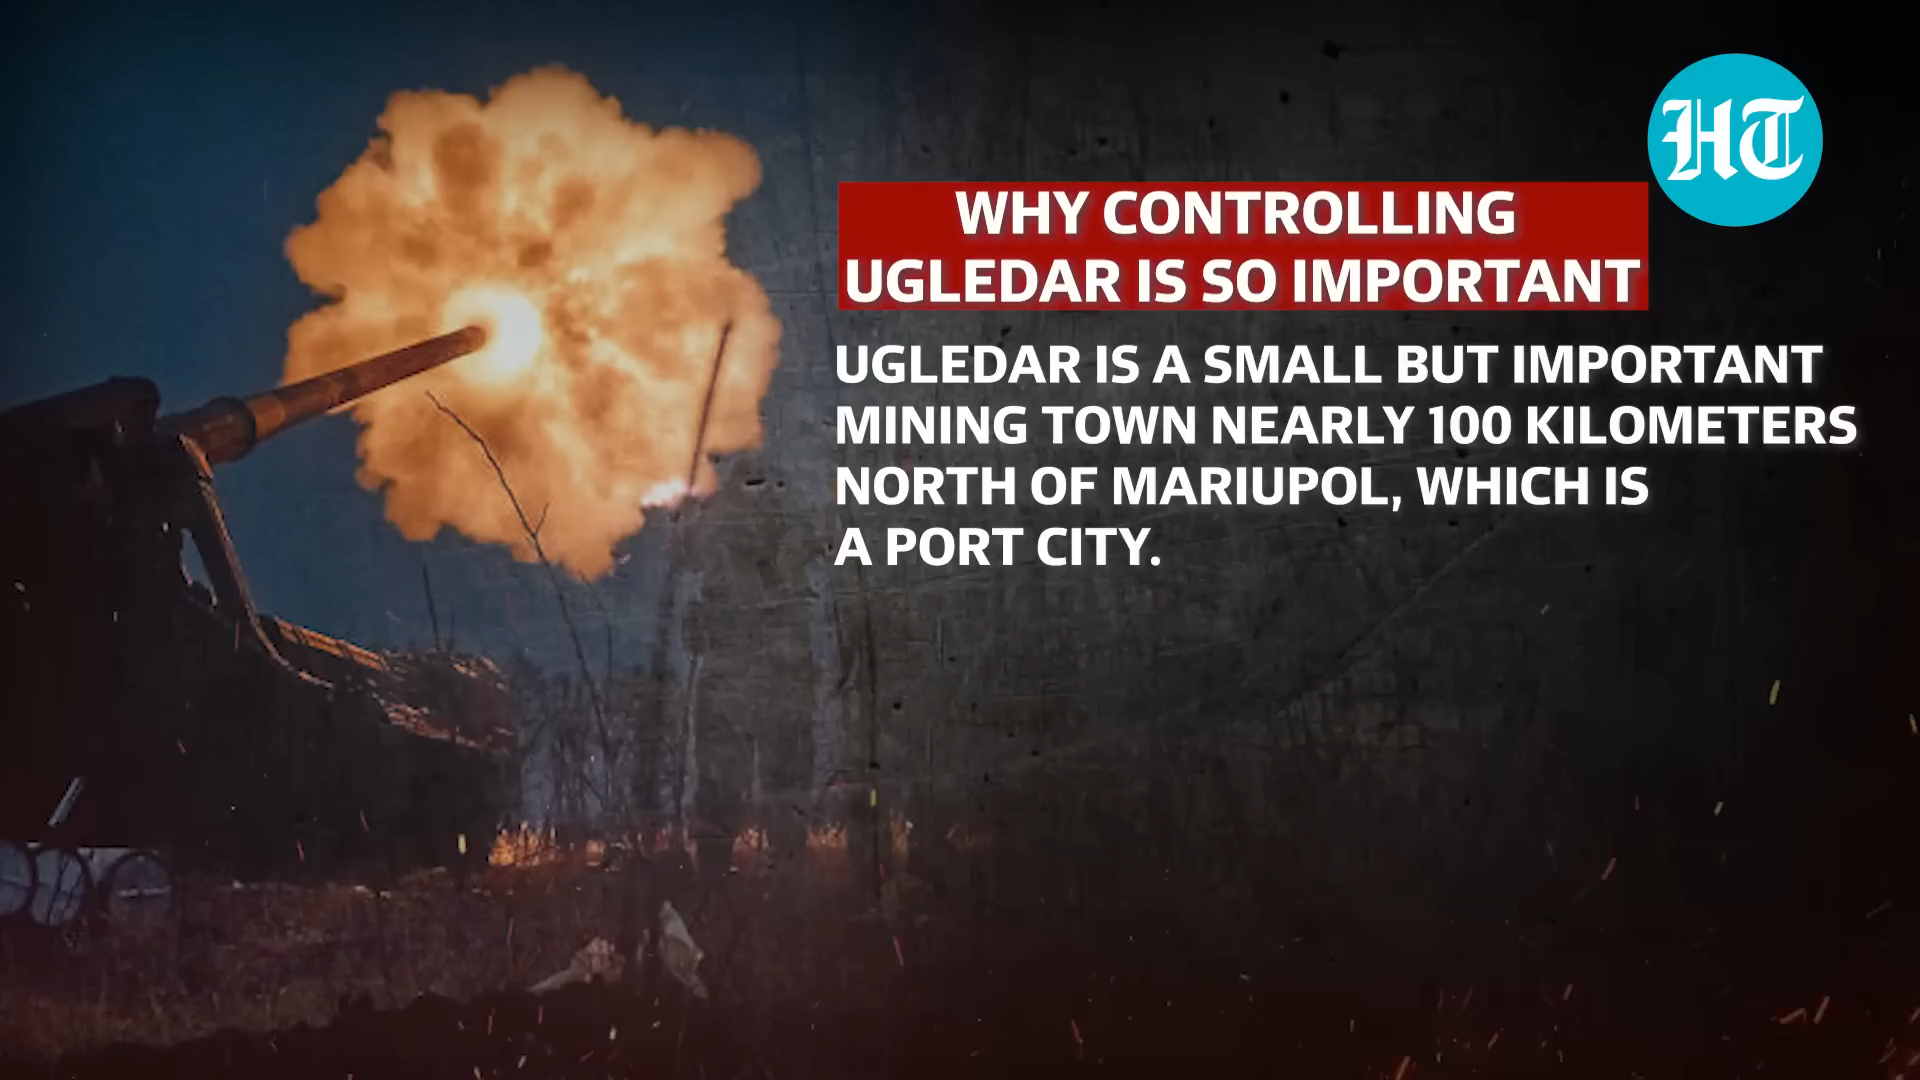 HT
WHY CONTROLLING
UGLEDAR IS SO IMPORTANT
UGLEDAR IS A SMALL BUT IMPORTANT
MINING TOWN NEARLY 100 KILOMETERS
NORTH OF MARIUPOL, WHICH IS
A PORT CITY.